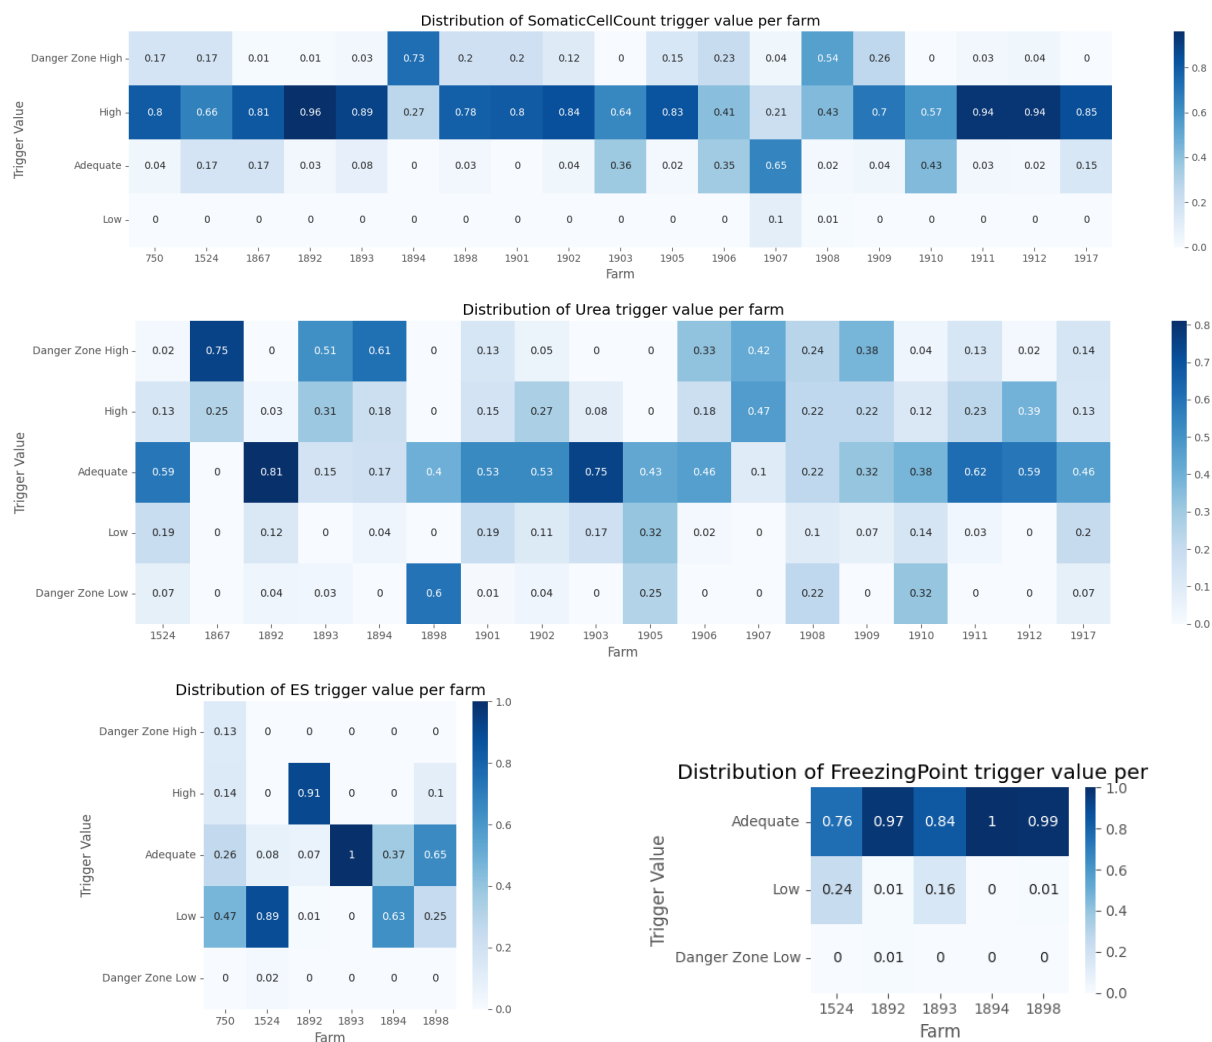 Distribution of SomaticCellCount trigger value per farm
Trigger Value
Danger Zone High 0.17 0.17 0.01 0.01 0.03 0.73 0.2 0.2 0.12 0 0.15 0.23 0.04 0.54 0.26 0 0.03 0.04 0
High 0.8 0.66 0.81 0.96 0.89 0.27 0.78 0.8 0.84 0.64 0.83 0.41 0.21 0.43 0.7 0.57 0.94 0.94 0.85
Adequate 0.04 0.17 0.17 0.03 0.08 0 0.03 0 0.04 0.36 0.02 0.35 0.65 0.02 0.04 0.43 0.03 0.02 0.15
Low 0 0 0 0 0 0 0 0 0 0 0 0 0.1 0.01 0 0 0 0 0
750 1524 1867 1892 1893 1894 1898 1901 1902 1903 1905 1906 1907 1908 1909 1910 1911 1912 1917
Farm
0.8
0.6
0.4
0.2
0.0
Distribution of Urea trigger value per farm
Trigger Value
Danger Zone High 0.02 0.75 0 0.51 0.61 0 0.13 0.05 0 0 0.33 0.42 0.24 0.38 0.04 0.13 0.02 0.14
High 0.13 0.25 0.03 0.31 0.18 0 0.15 0.27 0.08 0 0.18 0.47 0.22 0.22 0.12 0.23 0.39 0.13
Adequate 0.59 0 0.81 0.15 0.17 0.4 0.53 0.53 0.75 0.43 0.46 0.1 0.22 0.32 0.38 0.62 0.59 0.46
Low 0.19 0 0.12 0 0.04 0 0.19 0.11 0.17 0.32 0.02 0 0.1 0.07 0.14 0.03 0 0.2
Danger Zone Low 0.07 0 0.04 0.03 0 0.6 0.01 0.04 0 0.25 0 0 0.22 0 0.32 0 0 0.07
1524 1867 1892 1893 1894 1898 1901 1902 1903 1905 1906 1907 1908 1909 1910 1911 1912 1917
Farm
0.8
0.7
0.6
0.5
0.4
0.3
0.2
0.1
0.0
Distribution of ES trigger value per farm
Trigger Value
Danger Zone High 0.13 0 0 0 0 0
High 0.14 0 0.91 0 0 0.1
Adequate 0.26 0.08 0.07 1 0.37 0.65
Low 0.47 0.89 0.01 0 0.63 0.25
Danger Zone Low 0 0.02 0 0 0 0
750 1524 1892 1893 1894 1898
Farm
1.0
0.8
0.6
0.4
0.2
0.0
Distribution of FreezingPoint trigger value per
Trigger Value
Adequate 0.76 0.97 0.84 1 0.99
Low 0.24 0.01 0.16 0 0.01
Danger Zone Low 0 0.01 0 0 0
1524 1892 1893 1894 1898
Farm
1.0
0.8
0.6
0.4
0.2
0.0